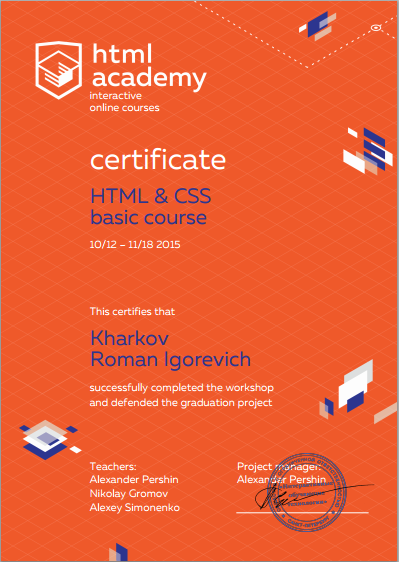 html
academy
interactive
online courses
certificate
HTML & CSS
basic course
10/12 – 11/18 2015
This certifies that
Kharkov
Roman Igorevich
successfully completed the workshop
and defended the graduation project
Teachers:
Alexander Pershin
Nikolay Gromov
Alexey Simonenko
Project manager:
Alexander Pershin